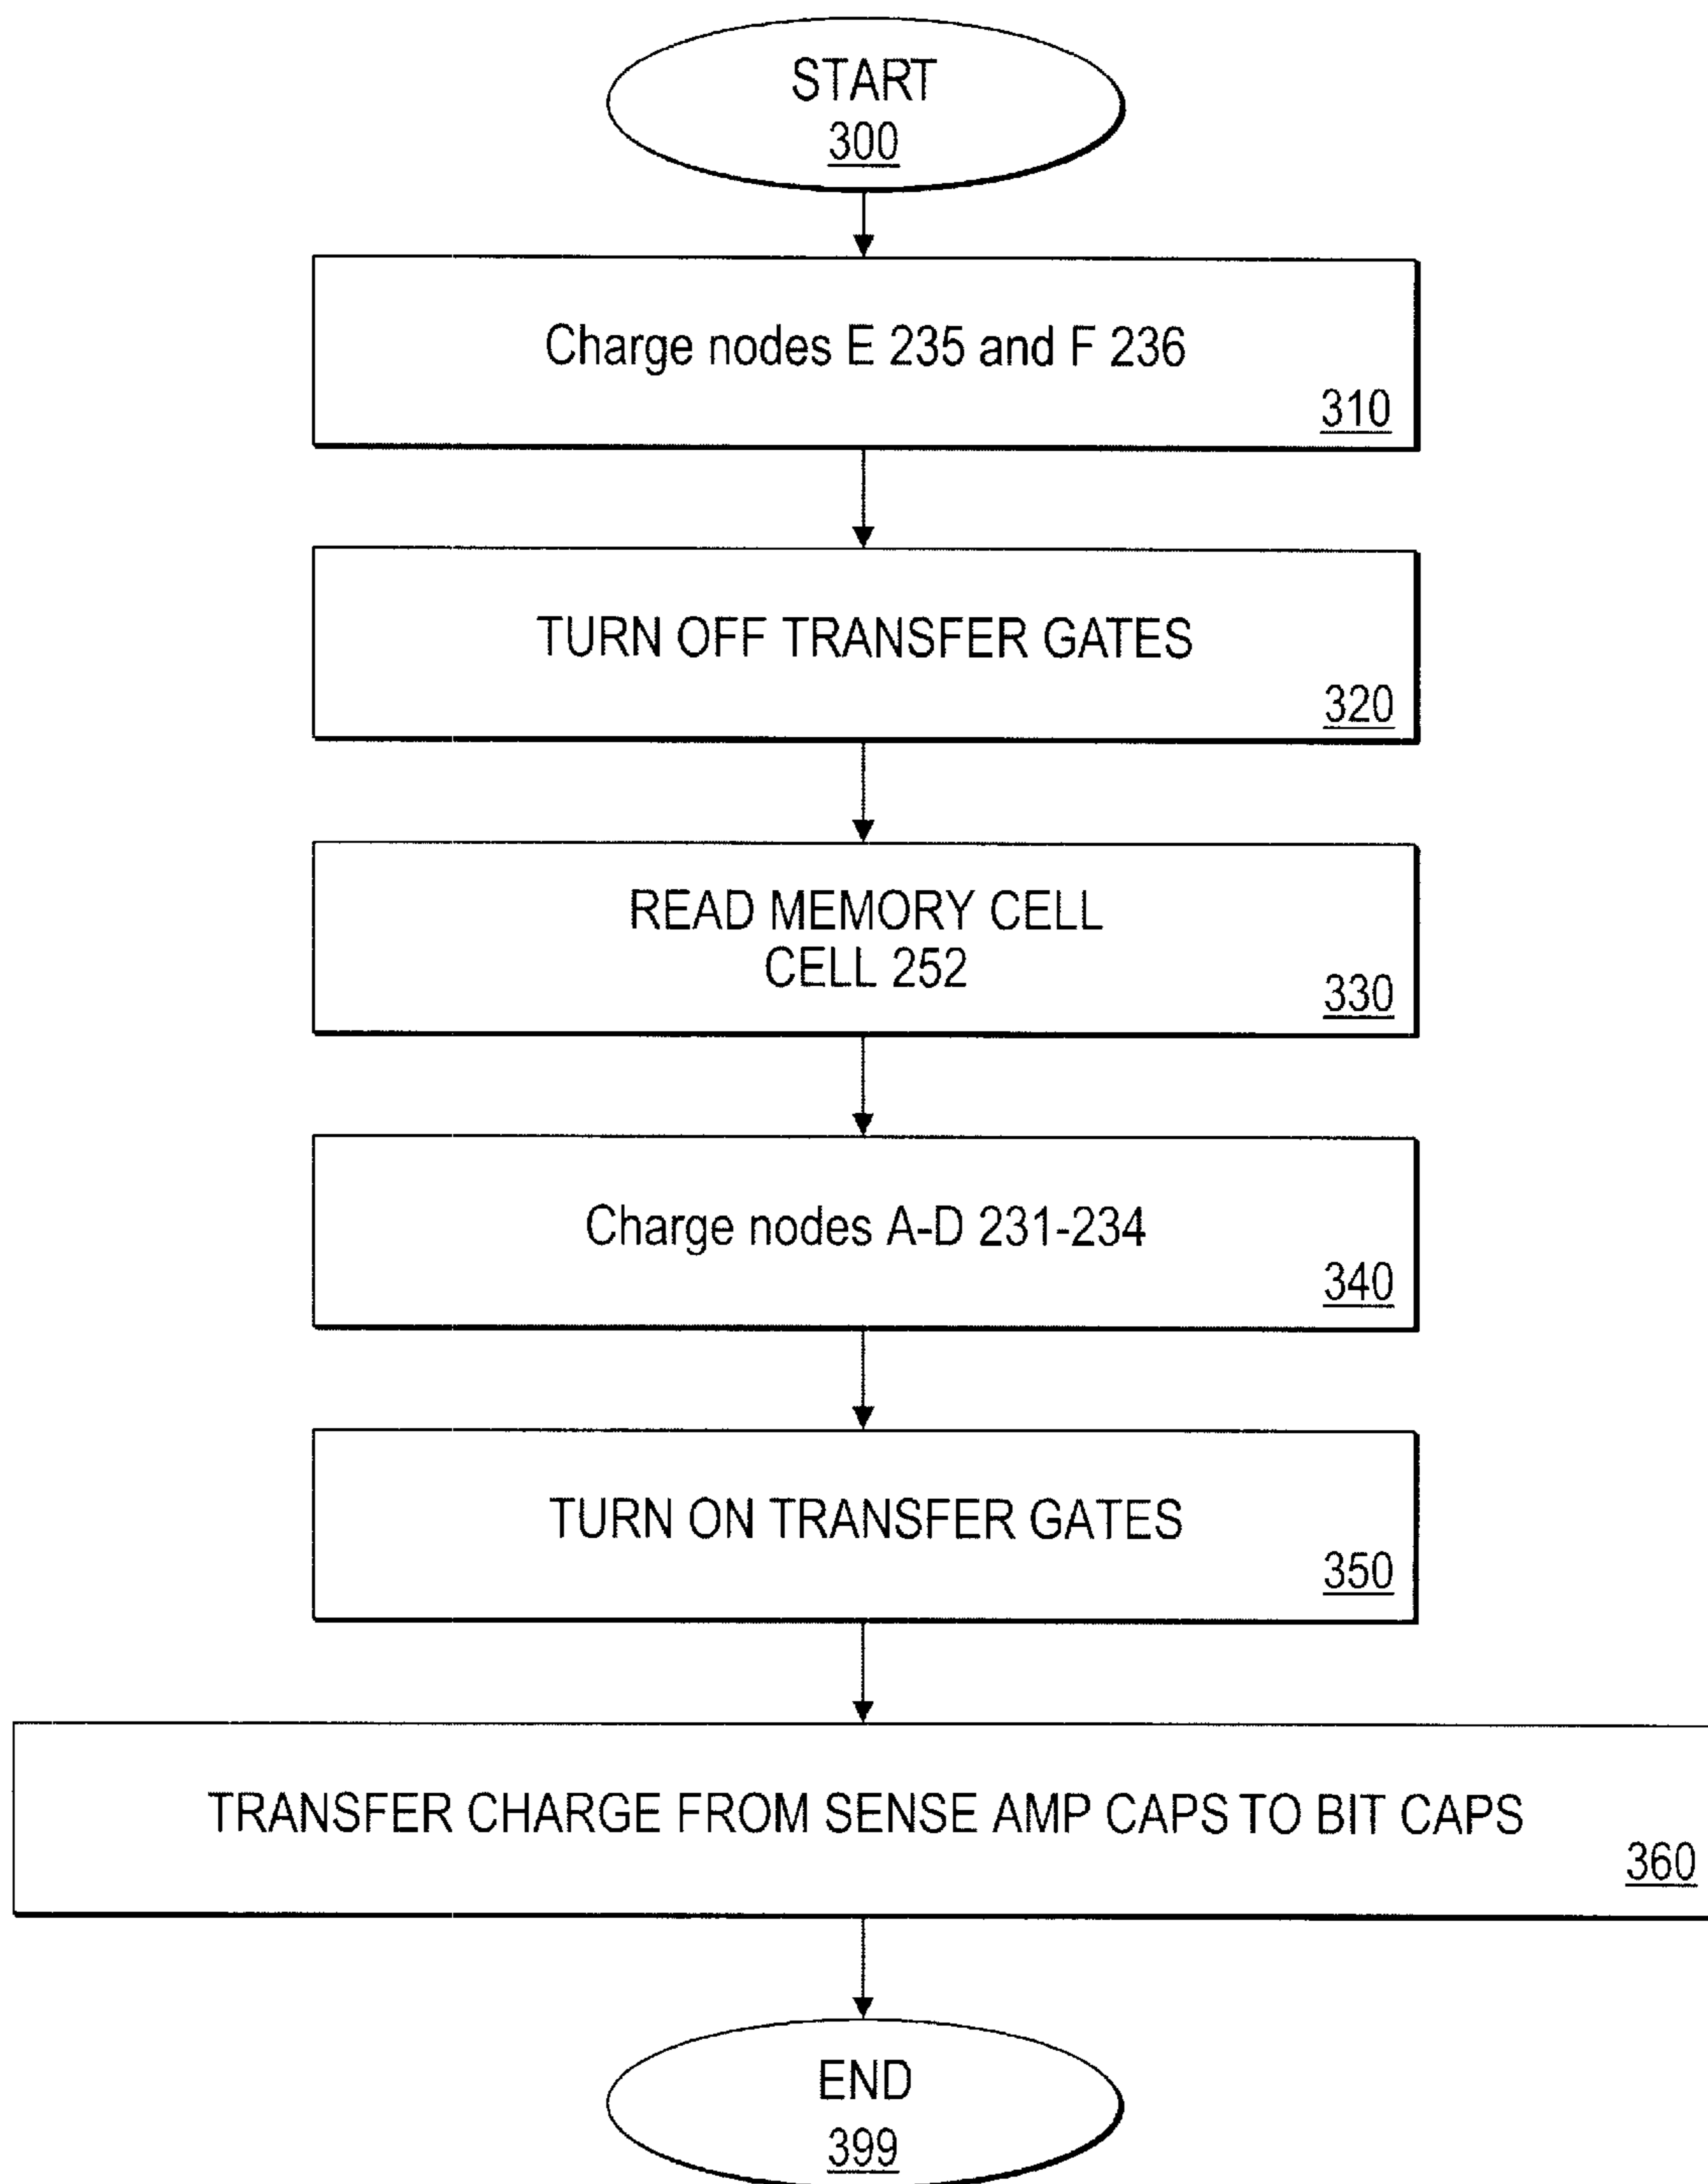 START
300
Charge nodes E 235 and F 236
310
TURN OFF TRANSFER GATES
320
READ MEMORY CELL
CELL 252
330
Charge nodes A-D 231-234
340
TURN ON TRANSFER GATES
350
TRANSFER CHARGE FROM SENSE AMP CAPS TO BIT CAPS
360
END
399